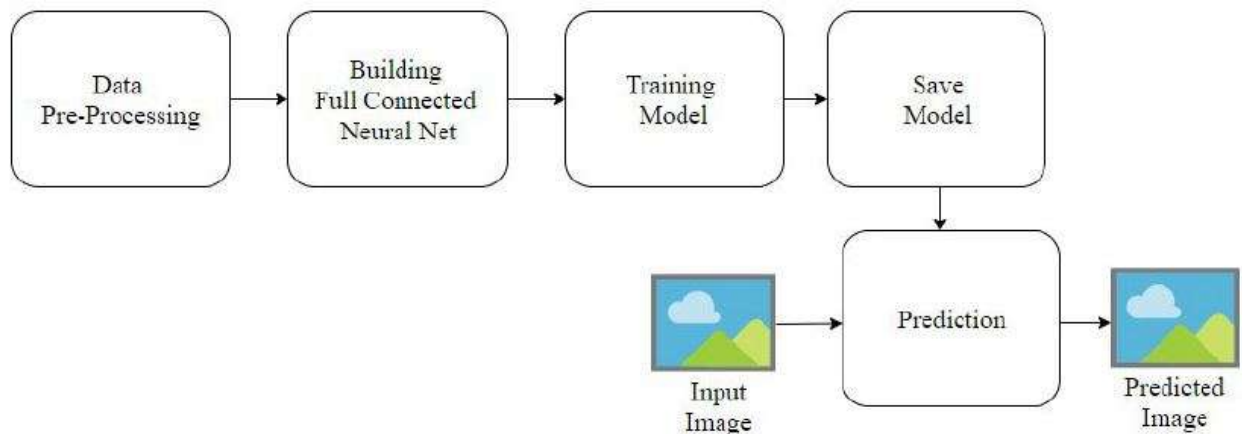 Data
Pre-Processing
Building
Full Connected
Neural Net
Training
Model
Save
Model
Prediction
Input
Image
Predicted
Image